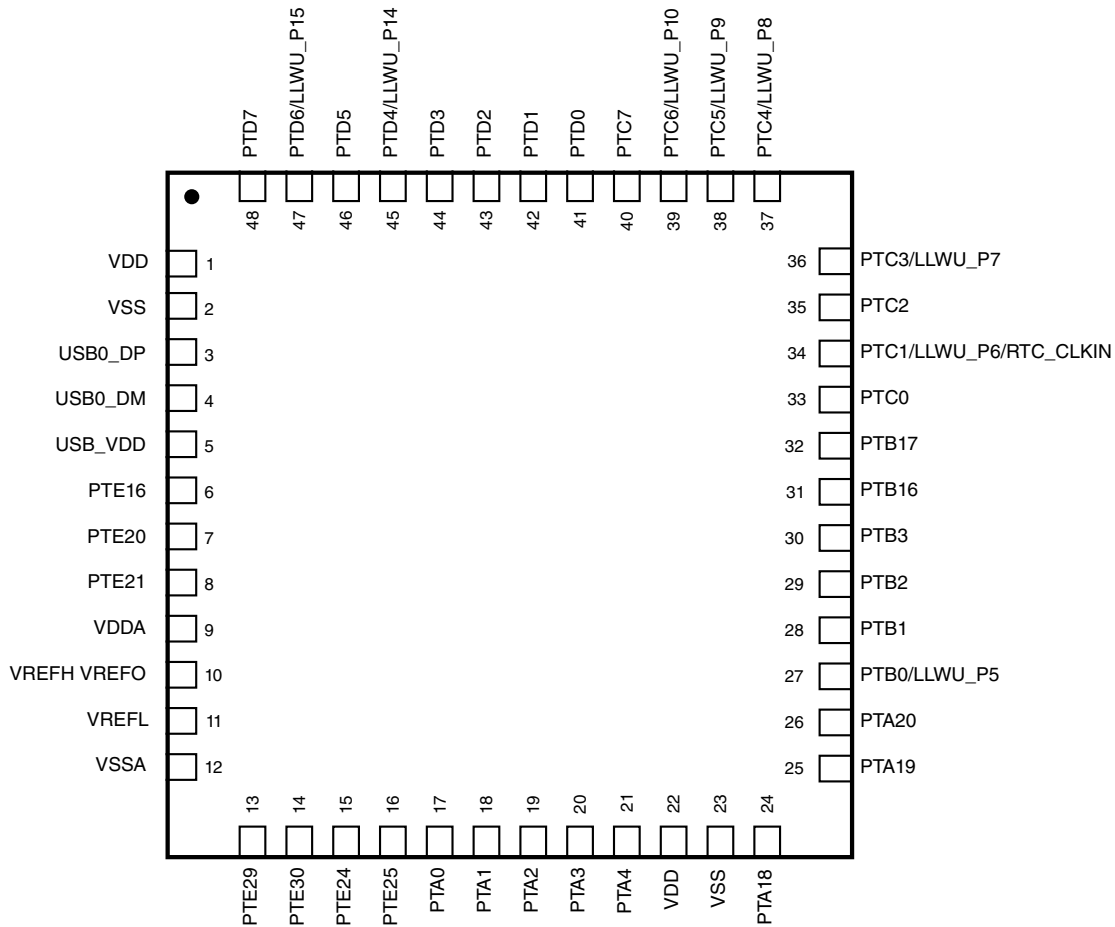 PTD7
PTD6/LLWU_P15
PTD5
PTD4/LLWU_P14
PTD3
PTD2
PTD1
PTD0
PTC7
PTC6/LLWU_P10
PTC5/LLWU_P9
PTC4/LLWU_P8
48
47
46
45
44
43
42
41
40
39
38
37
VDD 1
VSS 2
USB0_DP 3
USB0_DM 4
USB_VDD 5
PTE16 6
PTE20 7
PTE21 8
VDDA 9
VREFH VREFO 10
VREFL 11
VSSA 12
36 PTC3/LLWU_P7
35 PTC2
34 PTC1/LLWU_P6/RTC_CLKIN
33 PTC0
32 PTB17
31 PTB16
30 PTB3
29 PTB2
28 PTB1
27 PTB0/LLWU_P5
26 PTA20
25 PTA19
13
14
15
16
17
18
19
20
21
22
23
24
PTE29
PTE30
PTE24
PTE25
PTA0
PTA1
PTA2
PTA3
PTA4
VDD
VSS
PTA18